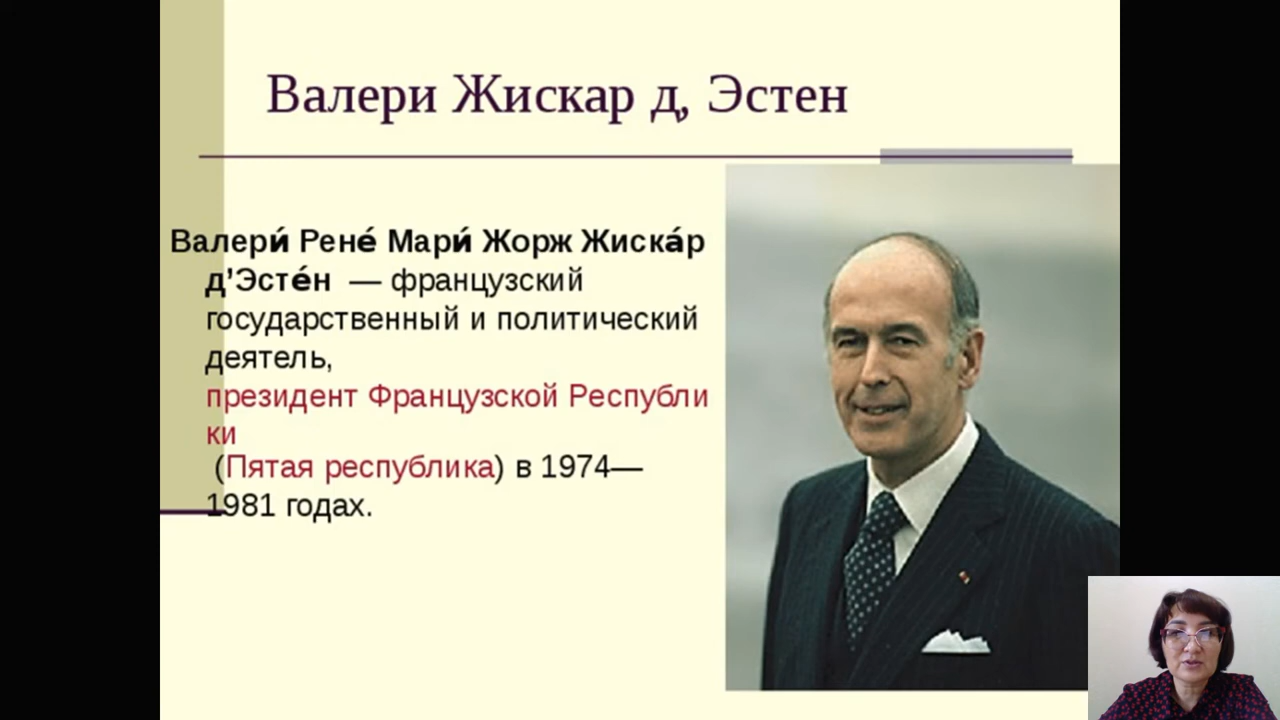 Валери Жискар д, Эстен
Валери́ Рене́ Мари́ Жорж Жиска́р
д’Эсте́н — французский
государственный и политический
деятель,
президент Французской Республи
ки
(Пятая республика) в 1974—
1981 годах.